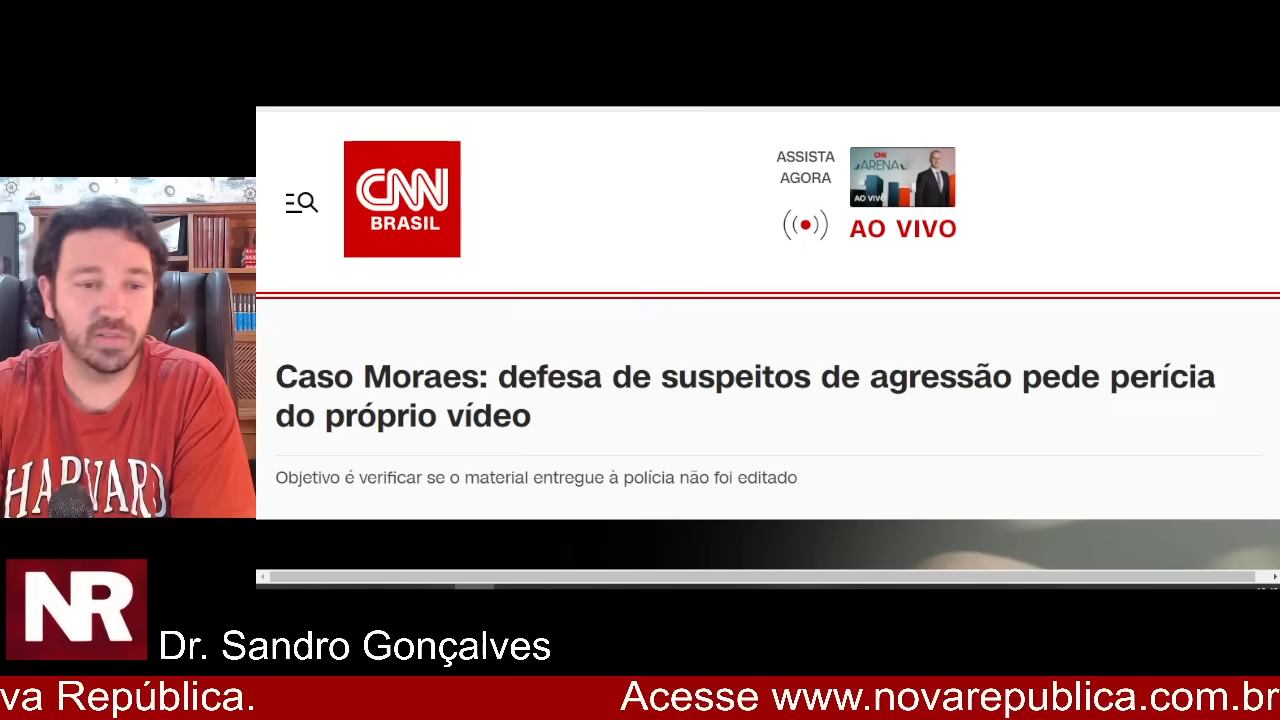 ASSISTA
AGORA
CNN
ARENA
AO VIVO
AO VIVO
CNN
BRASIL
Caso Moraes: defesa de suspeitos de agressão pede perícia
do próprio vídeo
Objetivo é verificar se o material entregue à polícia não foi editado
HARVARD
NR
Dr. Sandro Gonçalves
va República.
Acesse www.novarepublica.com.br